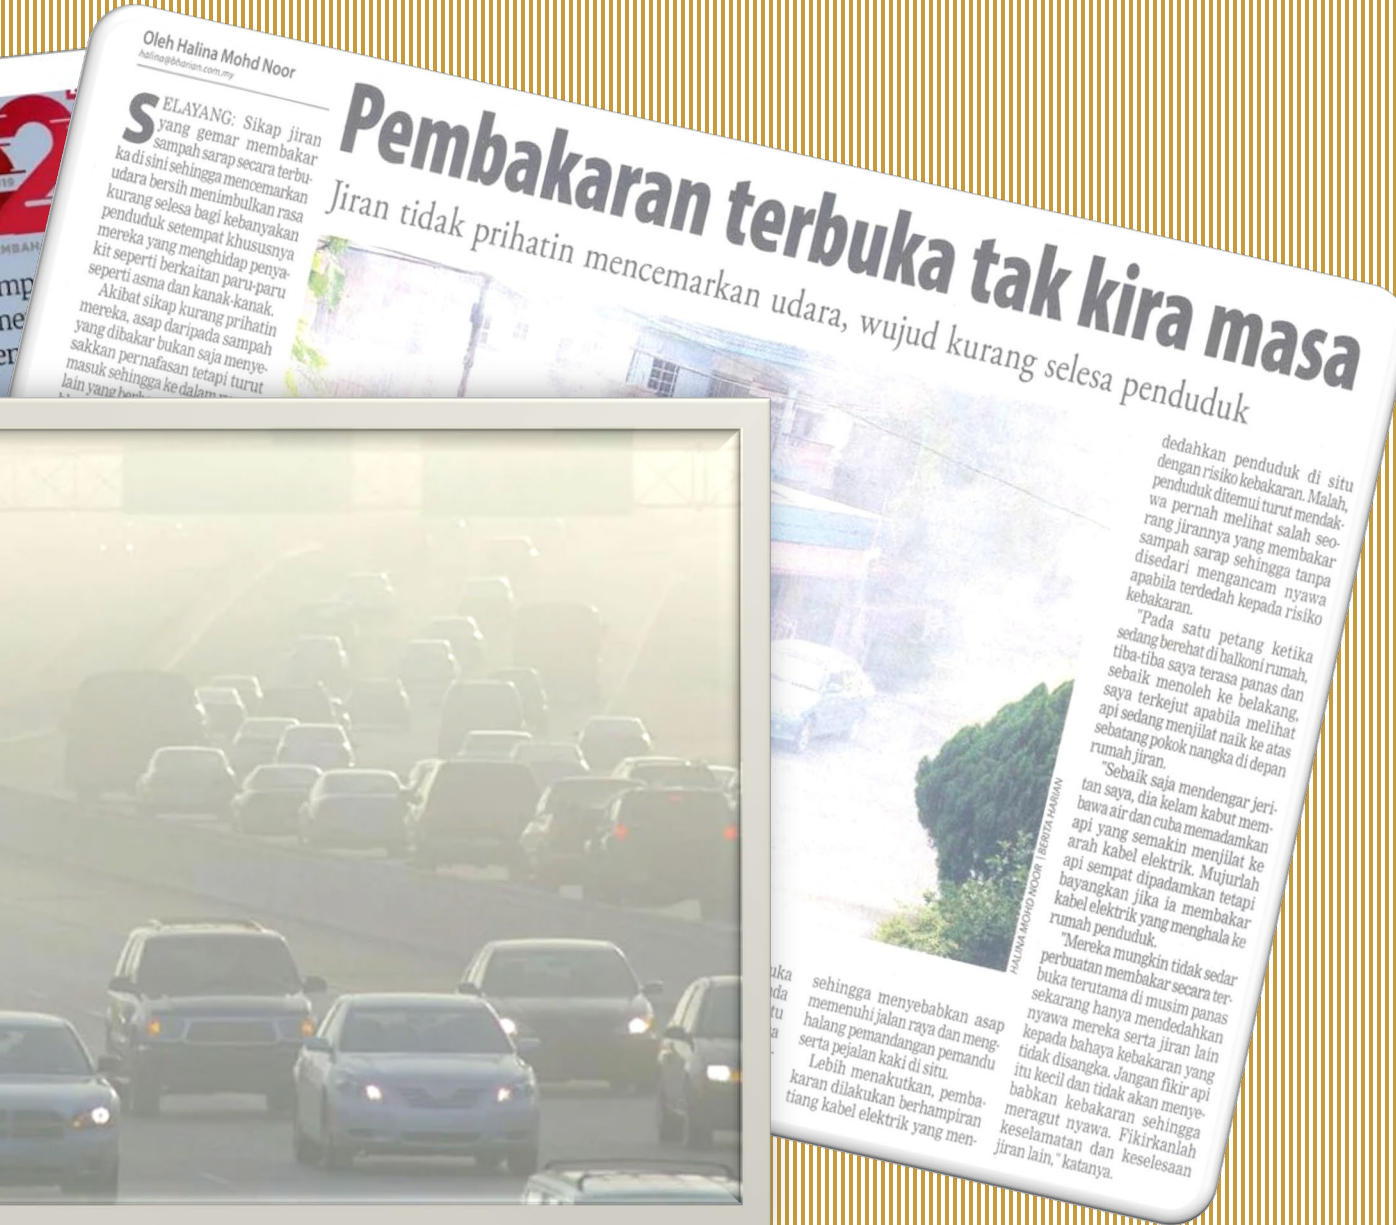 19
MBAH
mp
me
er
Oleh Halina Mohd Noor
halina@bharian.com.my
Pembakaran terbuka tak kira masa
Jiran tidak prihatin mencemarkan udara, wujud kurang selesa penduduk
SELAYANG: Sikap jiran
yang gemar membakar
sampah sarap secara terbu-
ka di sini sehingga mencemarkan
udara bersih menimbulkan rasa
kurang selesa bagi kebanyakan
penduduk setempat khususnya
mereka yang menghidap penya-
kit seperti berkaitan paru-paru
seperti asma dan kanak-kanak.
Akibat sikap kurang prihatin
mereka, asap daripada sampah
yang dibakar bukan saja menye-
sakkan pernafasan tetapi turut
masuk sehingga ke dalam
lain yang
uka
da
tu
a
sehingga menyebabkan asap
memenuhi jalan raya dan meng-
halang pemandangan pemandu
serta pejalan kaki di situ.
Lebih menakutkan, pemba-
karan dilakukan berhampiran
tiang kabel elektrik yang men-
dedahkan penduduk di situ
dengan risiko kebakaran. Malah,
penduduk ditemui turut mendak-
wa pernah melihat salah seo-
rang jirannya yang membakar
sampah sarap sehingga tanpa
disedari mengancam nyawa
apabila terdedah kepada risiko
kebakaran.
"Pada satu petang ketika
sedang berehat di balkoni rumah,
tiba-tiba saya terasa panas dan
sebaik menoleh ke belakang,
saya terkejut apabila melihat
api sedang menjilat naik ke atas
sebatang pokok nangka di depan
rumah jiran.
"Sebaik saja mendengar jeri-
tan saya, dia kelam kabut mem-
bawa air dan cuba memadamkan
api yang semakin menjilat ke
arah kabel elektrik. Mujurlah
api sempat dipadamkan tetapi
bayangkan jika ia membakar
kabel elektrik yang menghala ke
rumah penduduk.
"Mereka mungkin tidak sedar
perbuatan membakar secara ter-
buka terutama di musim panas
sekarang hanya mendedahkan
nyawa mereka serta jiran lain
kepada bahaya kebakaran yang
tidak disangka. Jangan fikir api
itu kecil dan tidak akan menye-
babkan kebakaran sehingga
meragut nyawa. Fikirkanlah
keselamatan dan keselesaan
jiran lain," katanya.
HALINA MOHD NOOR | BERITA HARIAN